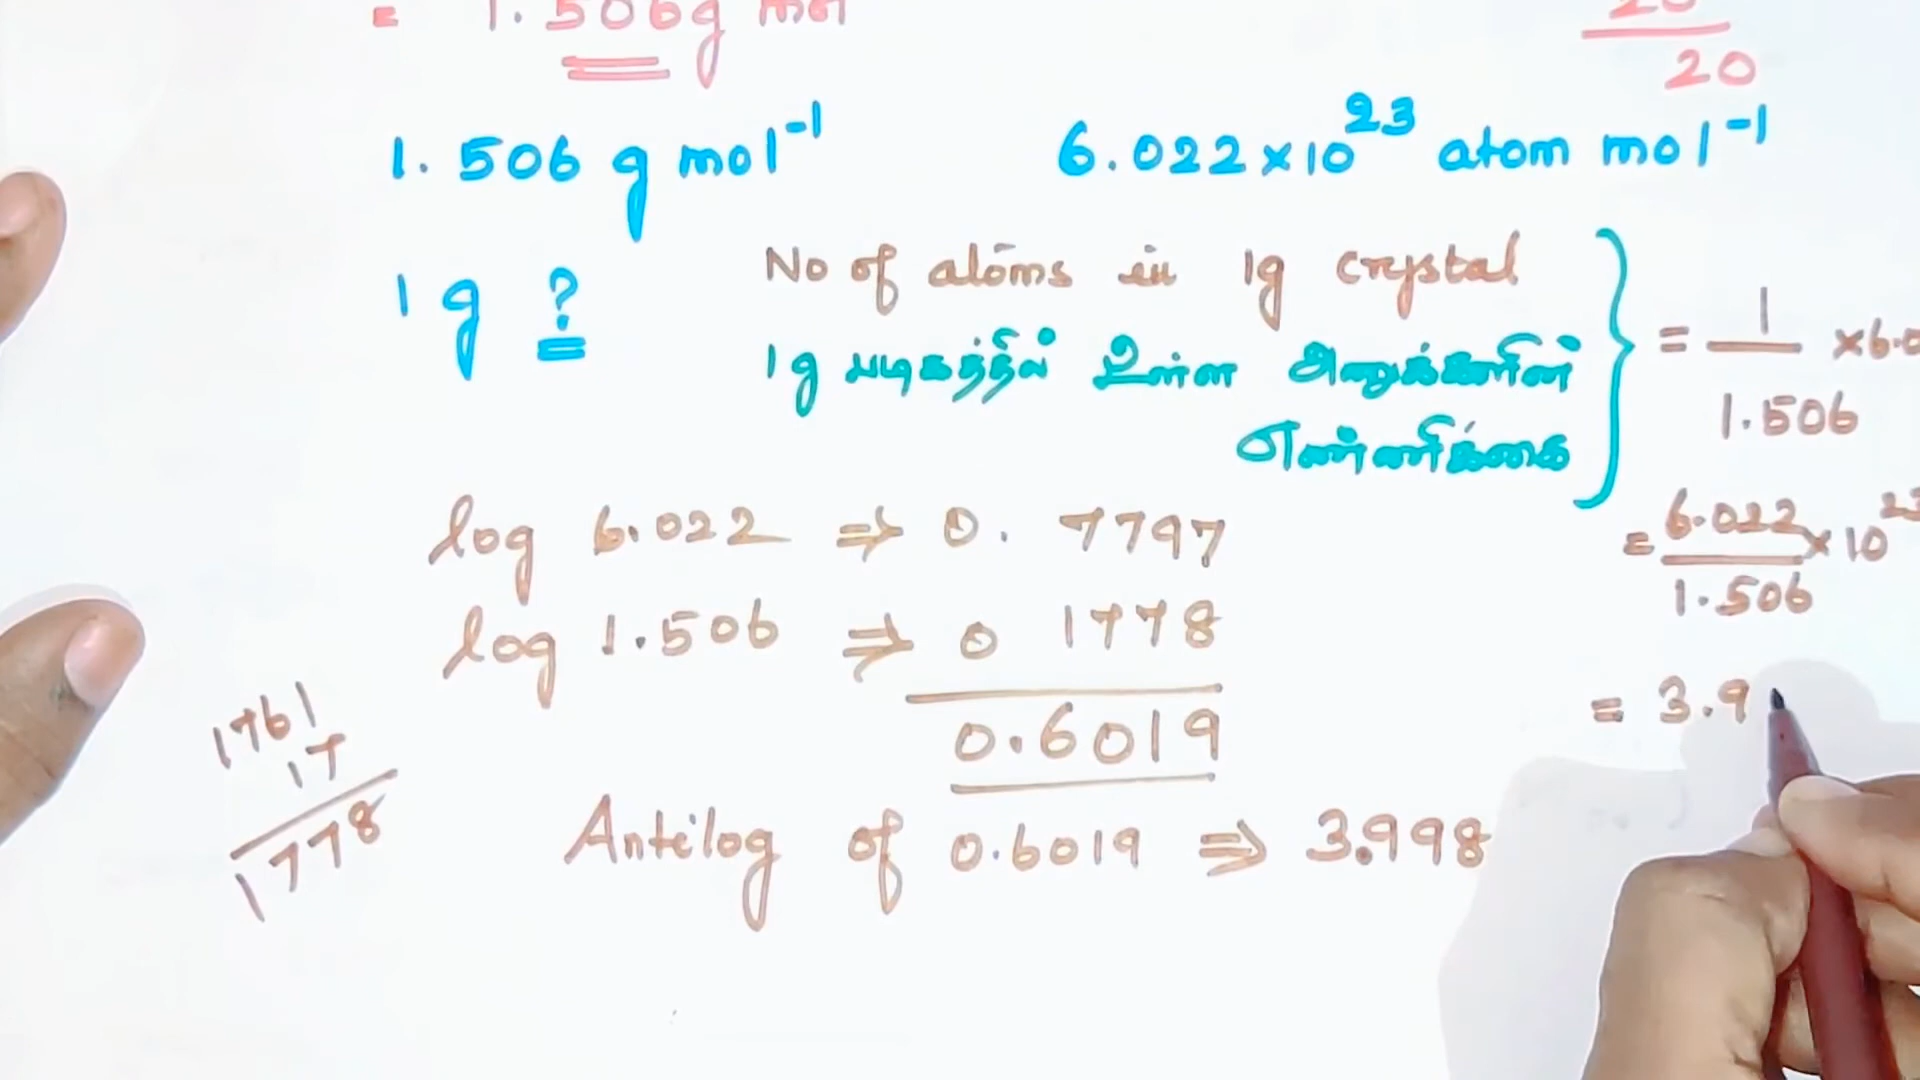 = 1.506g mol
20
20
1.506 g mol⁻¹
6.022×10²³ atom mol⁻¹
1 g ?
No of atoms in 1g crystal
1g படிகத்தில் உள்ள அணுக்களின்
எண்ணிக்கை
= 1/1.506 ×6.0
= 6.022/1.506 × 10²³
= 3.9
log 6.022 ⇒ 0.7797
log 1.506 ⇒ 0 1778
0.6019
1761
17
1778
Antilog of 0.6019 ⇒ 3.998